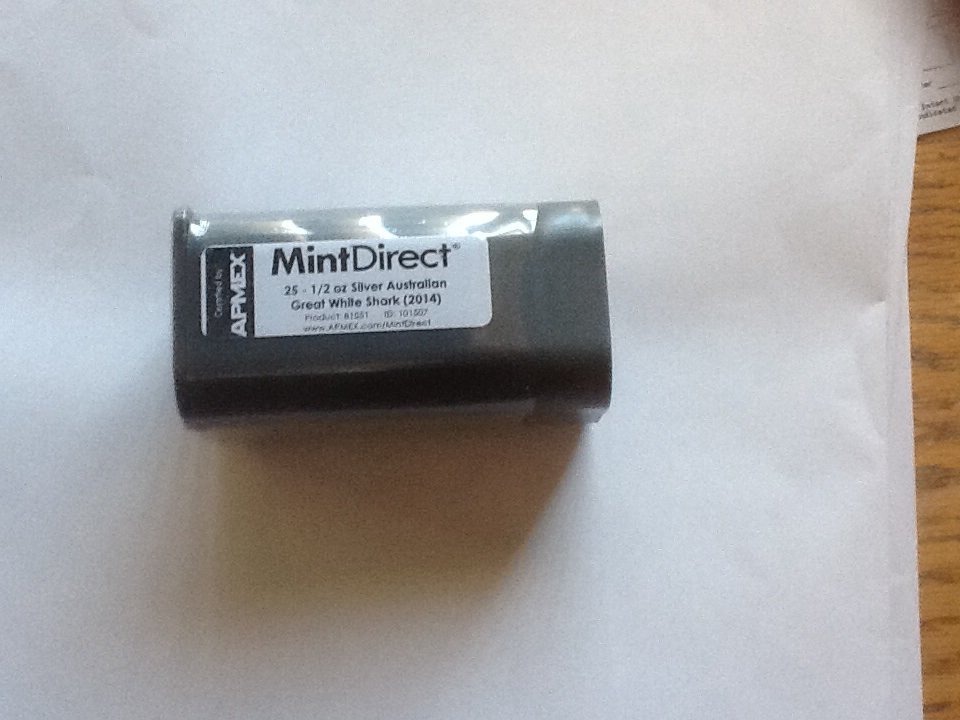 Certified by
APMEX
MintDirect®
25 - 1/2 oz Silver Australian
Great White Shark (2014)
Product: 81551 ID: 101507
www.APMEX.com/MintDirect